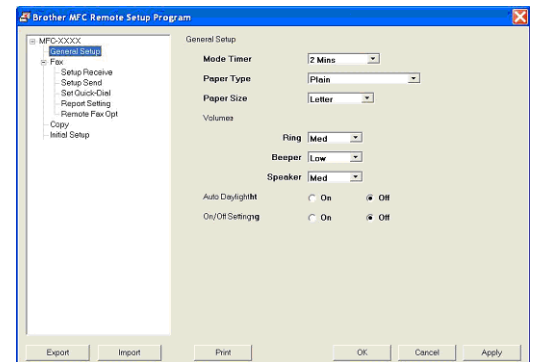 Brother MFC Remote Setup Program
MFC-XXXX
General Setup
Fax
Setup Receive
Setup Send
Set Quick-Dial
Report Setting
Remote Fax Opt
Copy
Initial Setup
General Setup
Mode Timer 2 Mins
Paper Type Plain
Paper Size Letter
Volumes
Ring Med
Beeper Low
Speaker Med
Auto Daylightht On Off
On/Off Settingng On Off
Export Import Print OK Cancel Apply